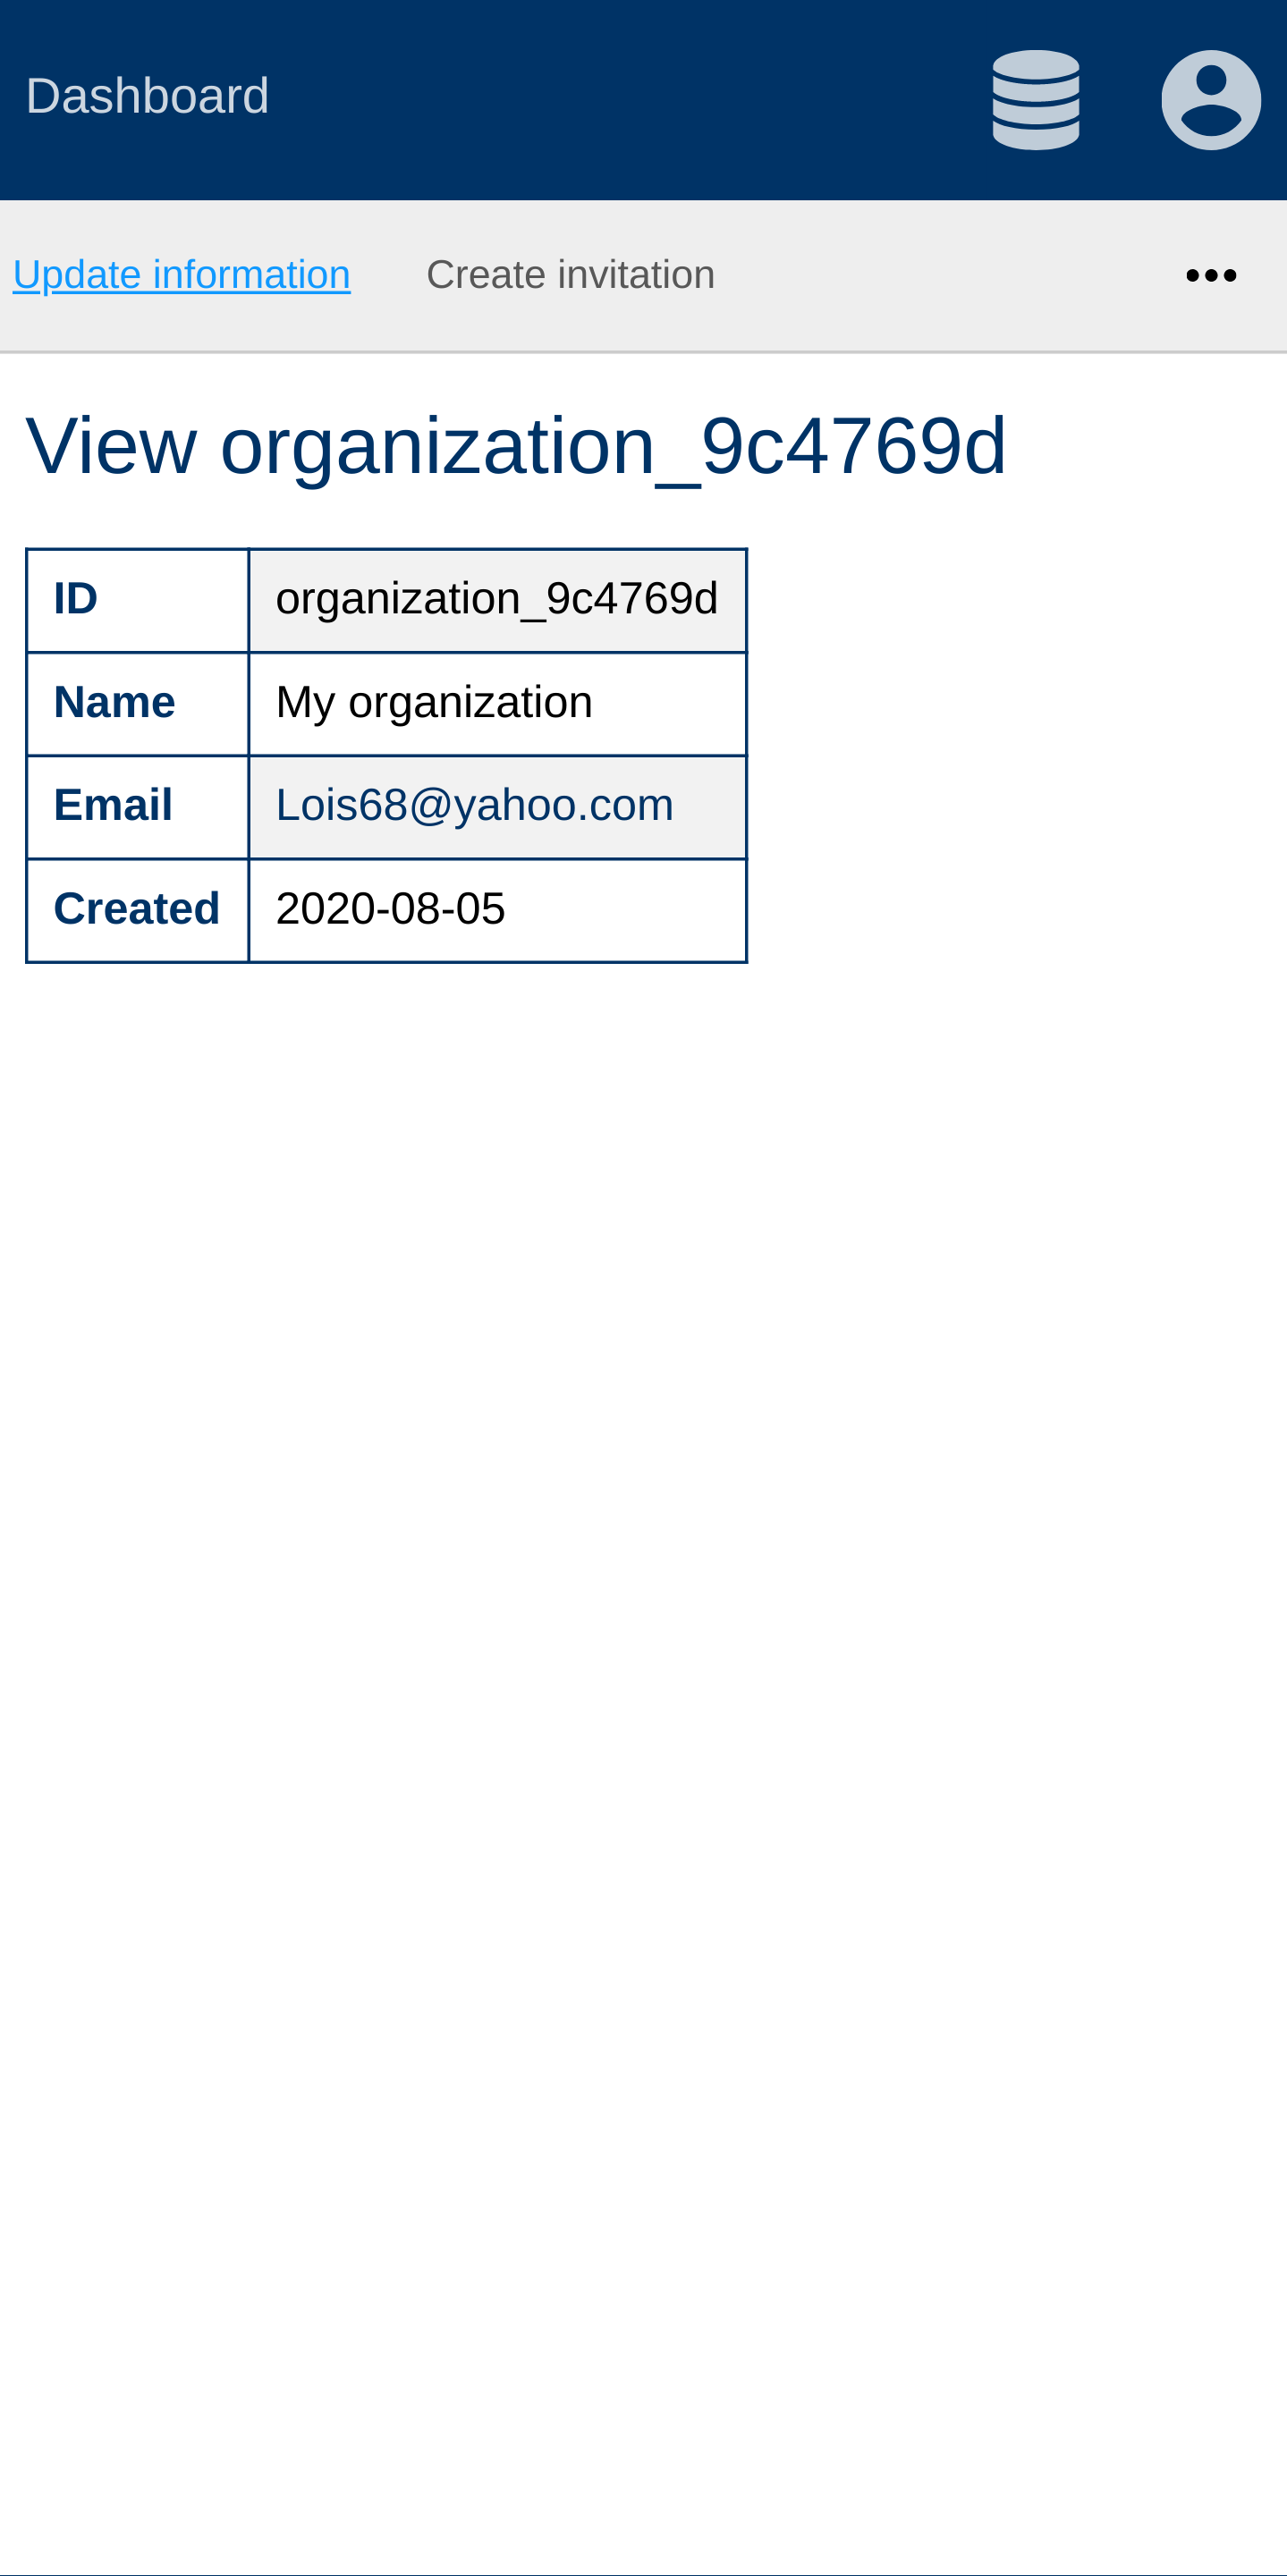 Dashboard
Update information Create invitation
View organization_9c4769d
ID organization_9c4769d
Name My organization
Email Lois68@yahoo.com
Created 2020-08-05